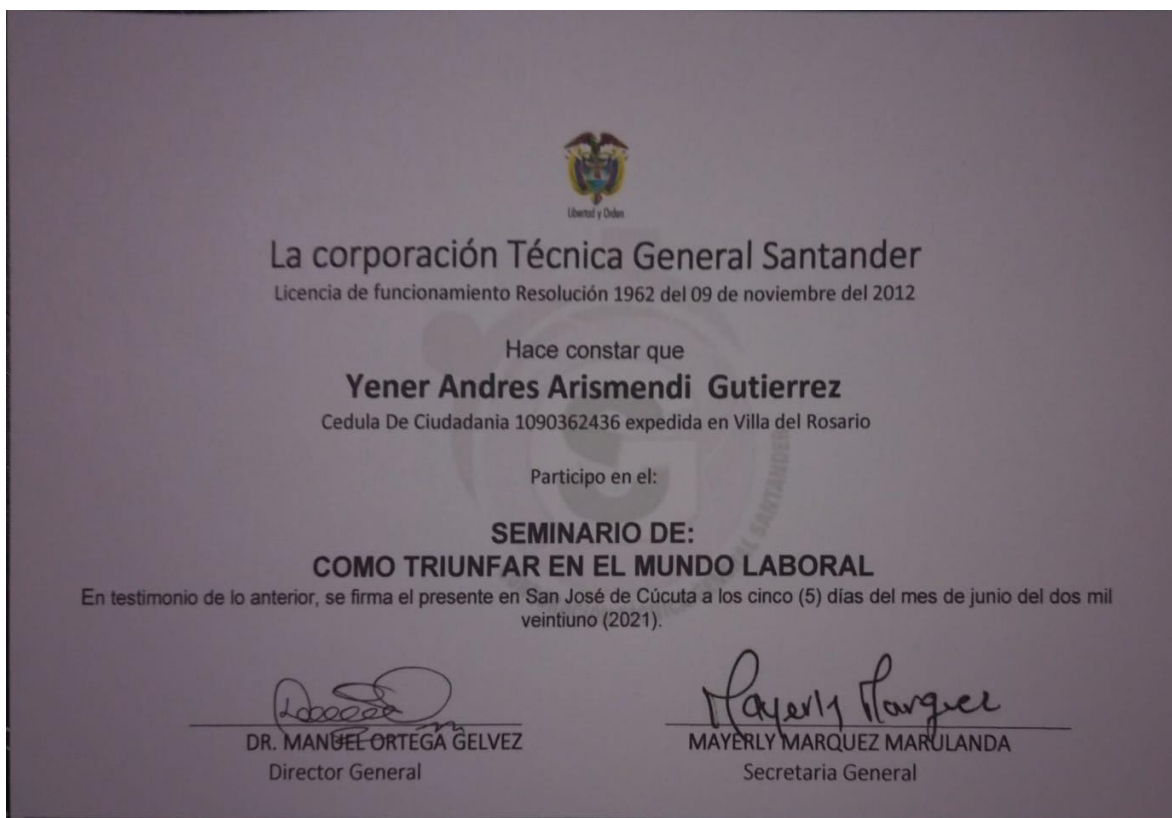 Libertad y Orden
La corporación Técnica General Santander
Licencia de funcionamiento Resolución 1962 del 09 de noviembre del 2012
Hace constar que
Yener Andres Arismendi Gutierrez
Cedula De Ciudadania 1090362436 expedida en Villa del Rosario
Participo en el:
SEMINARIO DE:
COMO TRIUNFAR EN EL MUNDO LABORAL
En testimonio de lo anterior, se firma el presente en San José de Cúcuta a los cinco (5) días del mes de junio del dos mil
veintiuno (2021).
Mayerly Marquez
DR. MANUEL ORTEGA GELVEZ
MAYERLY MARQUEZ MARULANDA
Director General
Secretaria General